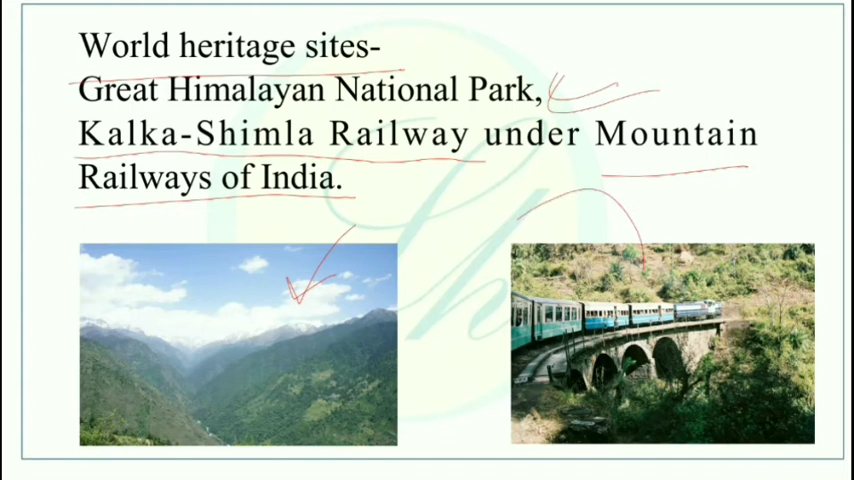 World heritage sites-
Great Himalayan National Park,
Kalka-Shimla Railway under Mountain
Railways of India.